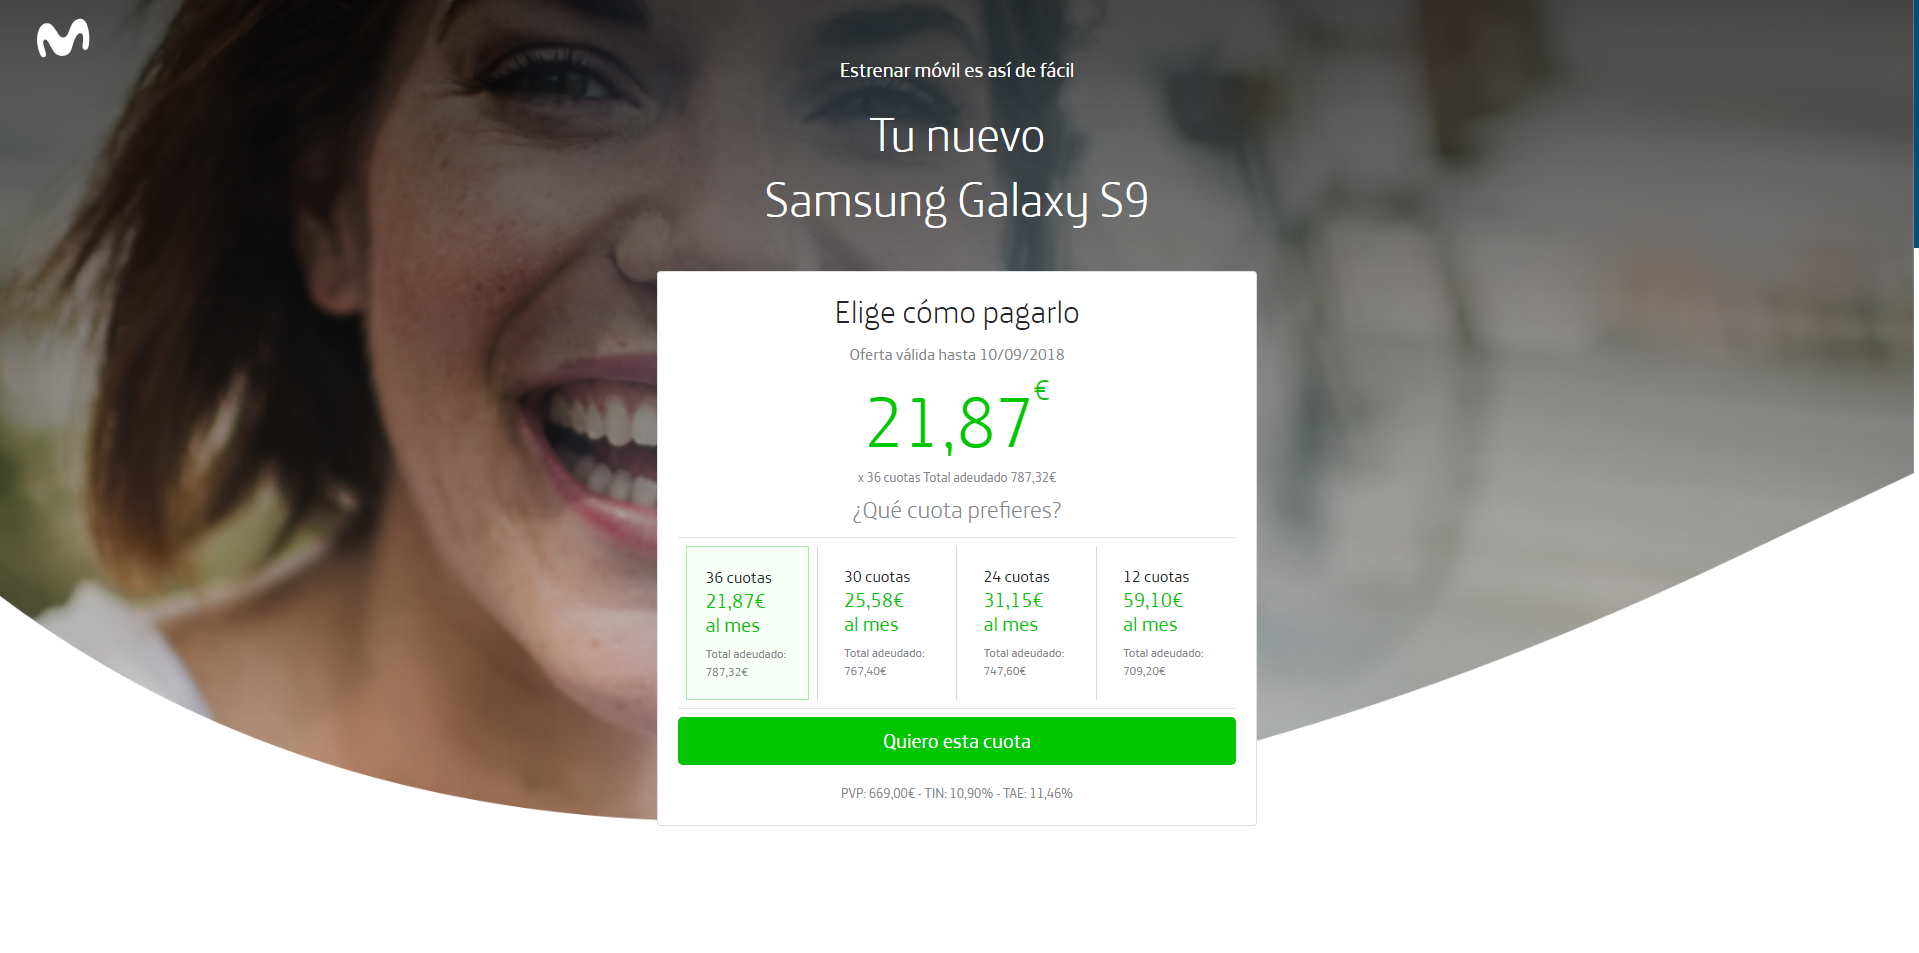 Estrenar móvil es así de fácil
Tu nuevo
Samsung Galaxy S9
Elige cómo pagarlo
Oferta válida hasta 10/09/2018
21,87€
x 36 cuotas Total adeudado 787,32€
¿Qué cuota prefieres?
36 cuotas
21,87€
al mes
Total adeudado:
787,32€
30 cuotas
25,58€
al mes
Total adeudado:
767,40€
24 cuotas
31,15€
al mes
Total adeudado:
747,60€
12 cuotas
59,10€
al mes
Total adeudado:
709,20€
Quiero esta cuota
PVP: 669,00€ - TIN: 10,90% - TAE: 11,46%